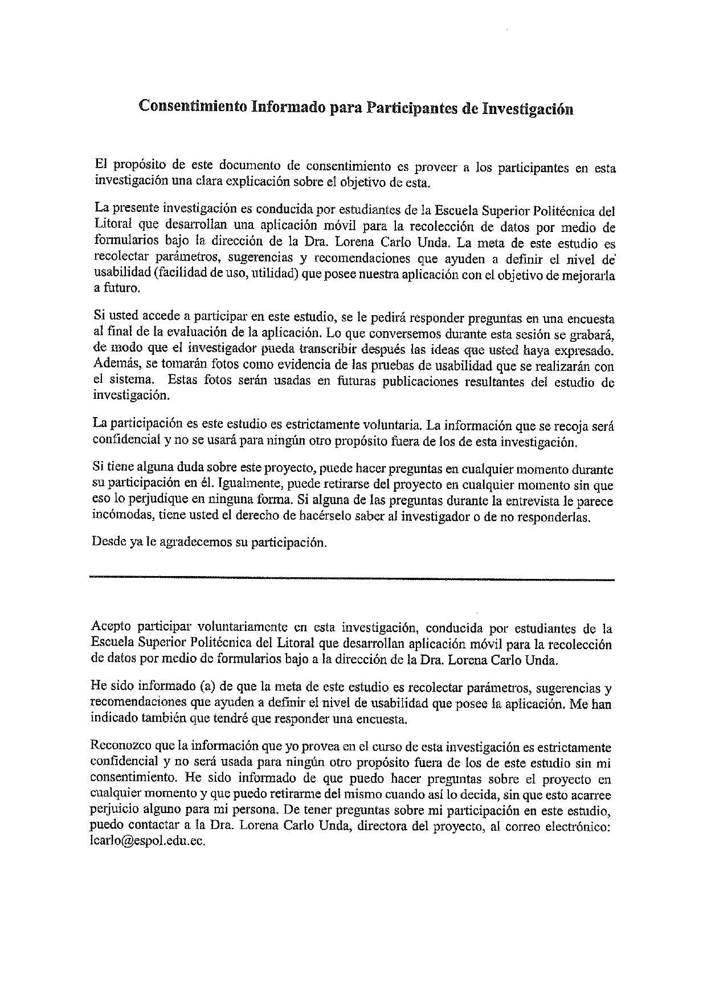 Consentimiento Informado para Participantes de Investigación
El propósito de este documento de consentimiento es proveer a los participantes en esta
investigación una clara explicación sobre el objetivo de esta.
La presente investigación es conducida por estudiantes de la Escuela Superior Politécnica del
Litoral que desarrollan una aplicación móvil para la recolección de datos por medio de
formularios bajo la dirección de la Dra. Lorena Carlo Unda. La meta de este estudio es
recolectar parámetros, sugerencias y recomendaciones que ayuden a definir el nivel de
usabilidad (facilidad de uso, utilidad) que posee nuestra aplicación con el objetivo de mejorarla
a futuro.
Si usted accede a participar en este estudio, se le pedirá responder preguntas en una encuesta
al final de la evaluación de la aplicación. Lo que conversemos durante esta sesión se grabará,
de modo que el investigador pueda transcribir después las ideas que usted haya expresado.
Además, se tomarán fotos como evidencia de las pruebas de usabilidad que se realizarán con
el sistema. Estas fotos serán usadas en futuras publicaciones resultantes del estudio de
investigación.
La participación es este estudio es estrictamente voluntaria. La información que se recoja será
confidencial y no se usará para ningún otro propósito fuera de los de esta investigación.
Si tiene alguna duda sobre este proyecto, puede hacer preguntas en cualquier momento durante
su participación en él. Igualmente, puede retirarse del proyecto en cualquier momento sin que
eso lo perjudique en ninguna forma. Si alguna de las preguntas durante la entrevista le parece
incómodas, tiene usted el derecho de hacérselo saber al investigador o de no responderlas.
Desde ya le agradecemos su participación.
Acepto participar voluntariamente en esta investigación, conducida por estudiantes de la
Escuela Superior Politécnica del Litoral que desarrollan aplicación móvil para la recolección
de datos por medio de formularios bajo a la dirección de la Dra. Lorena Carlo Unda.
He sido informado (a) de que la meta de este estudio es recolectar parámetros, sugerencias y
recomendaciones que ayuden a definir el nivel de usabilidad que posee la aplicación. Me han
indicado también que tendré que responder una encuesta.
Reconozco que la información que yo provea en el curso de esta investigación es estrictamente
confidencial y no será usada para ningún otro propósito fuera de los de este estudio sin mi
consentimiento. He sido informado de que puedo hacer preguntas sobre el proyecto en
cualquier momento y que puedo retirarme del mismo cuando así lo decida, sin que esto acarree
perjuicio alguno para mi persona. De tener preguntas sobre mi participación en este estudio,
puedo contactar a la Dra. Lorena Carlo Unda, directora del proyecto, al correo electrónico:
lcarlo@espol.edu.ec.